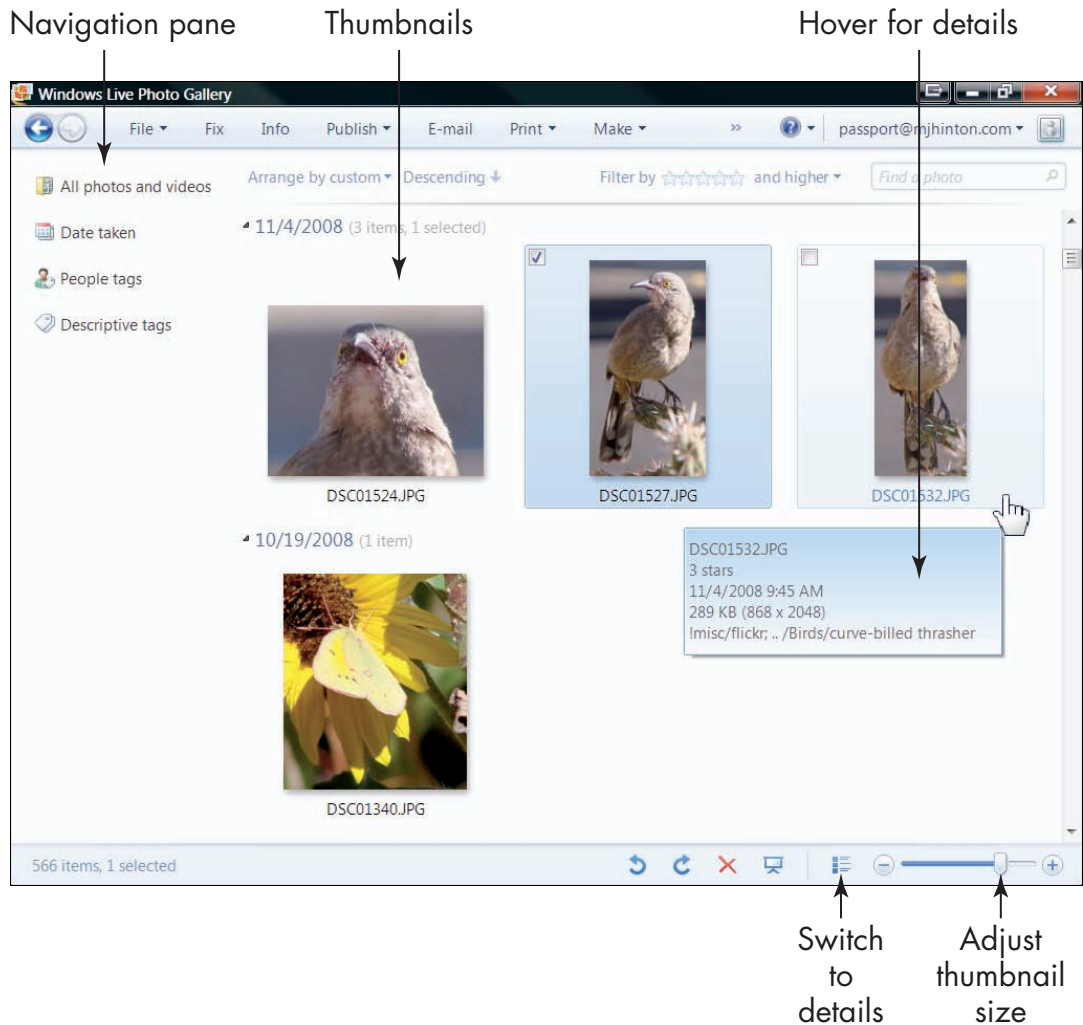 Navigation pane
Thumbnails
Hover for details
Windows Live Photo Gallery
File
Fix
Info
Publish
E-mail
Print
Make
»
passport@mjhinton.com
All photos and videos
Date taken
People tags
Descriptive tags
Arrange by custom
Descending
Filter by
and higher
Find a photo
11/4/2008 (3 items, 1 selected)
DSC01524.JPG
DSC01527.JPG
DSC01532.JPG
10/19/2008 (1 item)
DSC01532.JPG
3 stars
11/4/2008 9:45 AM
289 KB (868 x 2048)
!misc/flickr; .. /Birds/curve-billed thrasher
DSC01340.JPG
566 items, 1 selected
Switch
to
details
Adjust
thumbnail
size